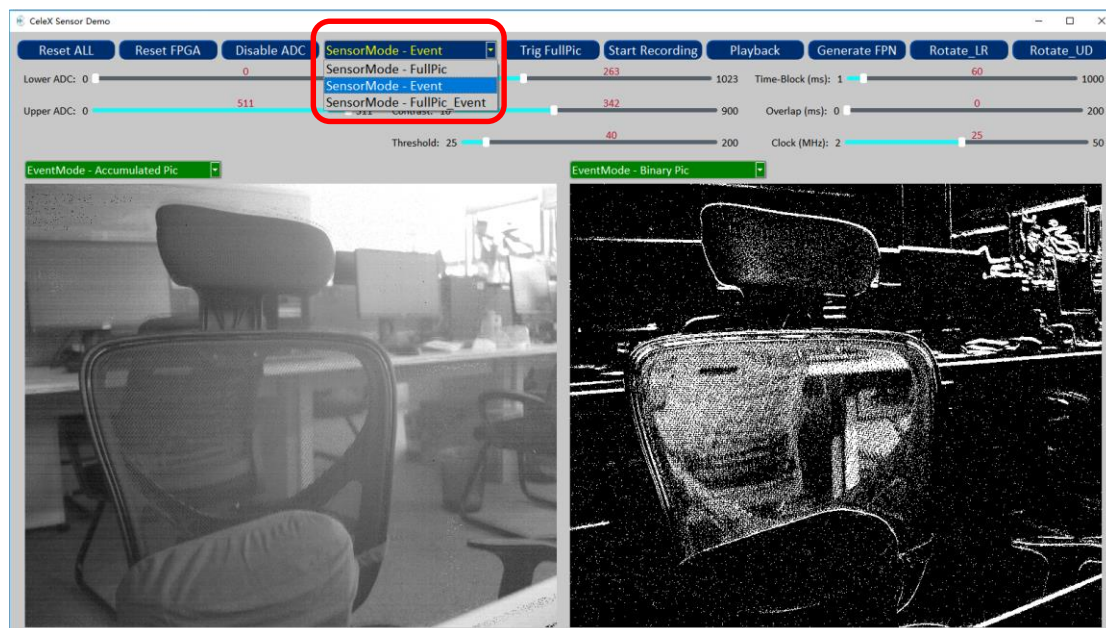 CeleX Sensor Demo
Reset ALL Reset FPGA Disable ADC SensorMode - Event Trig FullPic Start Recording Playback Generate FPN Rotate_LR Rotate_UD
SensorMode - FullPic
SensorMode - Event
SensorMode - FullPic_Event
Lower ADC: 0 0 263 1023 Time-Block (ms): 1 60 1000
Upper ADC: 0 511 511 Contrast: 342 900 Overlap (ms): 0 0 200
Threshold: 25 40 200 Clock (MHz): 2 25 50
EventMode - Accumulated Pic EventMode - Binary Pic